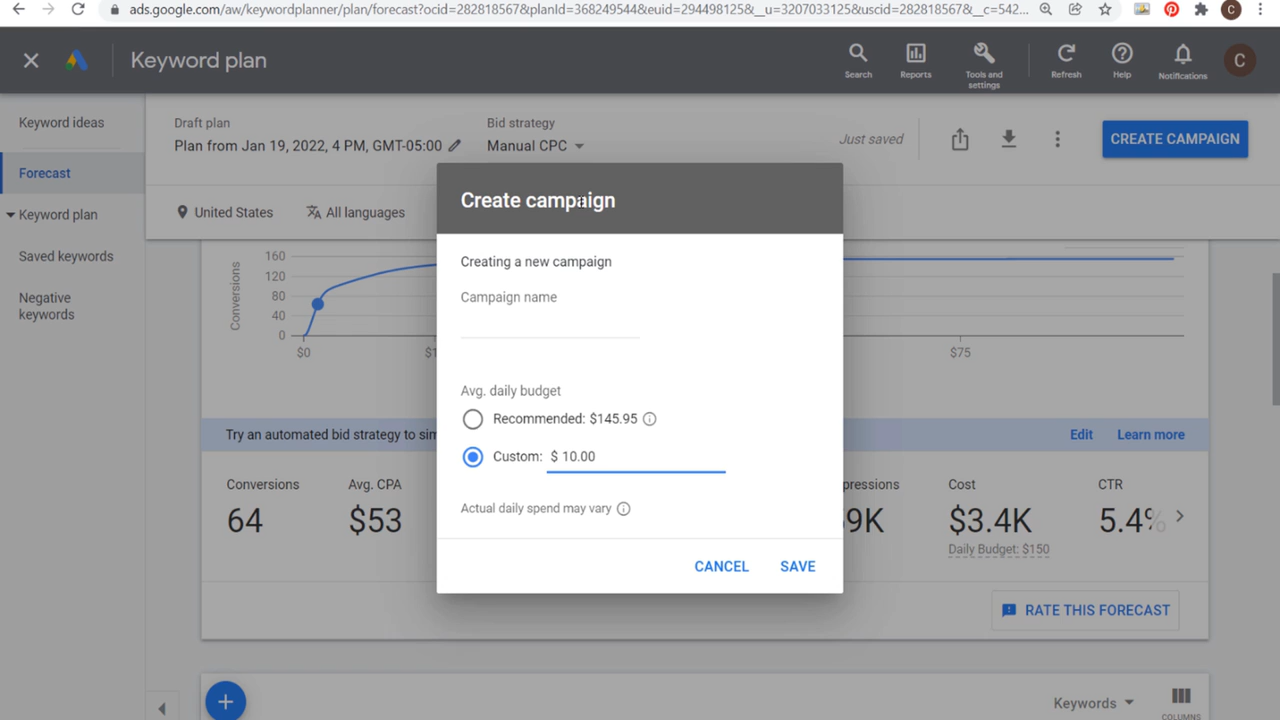 ads.google.com/aw/keywordplanner/plan/forecast?ocid=282818567&planId=368249544&euid=294498125&__u=3207033125&uscid=282818567&__c=542...
C
Keyword plan
Search
Reports
Tools and
settings
Refresh
Help
Notifications
C
Keyword ideas
Forecast
Keyword plan
Saved keywords
Negative
keywords
Draft plan
Plan from Jan 19, 2022, 4 PM, GMT-05:00
Bid strategy
Manual CPC
Just saved
CREATE CAMPAIGN
United States
All languages
Conversions
160
120
80
40
0
$0
$1
$75
Create campaign
Creating a new campaign
Campaign name
Avg. daily budget
Recommended: $145.95
Custom: $ 10.00
Actual daily spend may vary
CANCEL
SAVE
Try an automated bid strategy to sim
Edit
Learn more
Conversions
64
Avg. CPA
$53
pressions
9K
Cost
$3.4K
Daily Budget: $150
CTR
5.4%
RATE THIS FORECAST
Keywords
COLUMNS